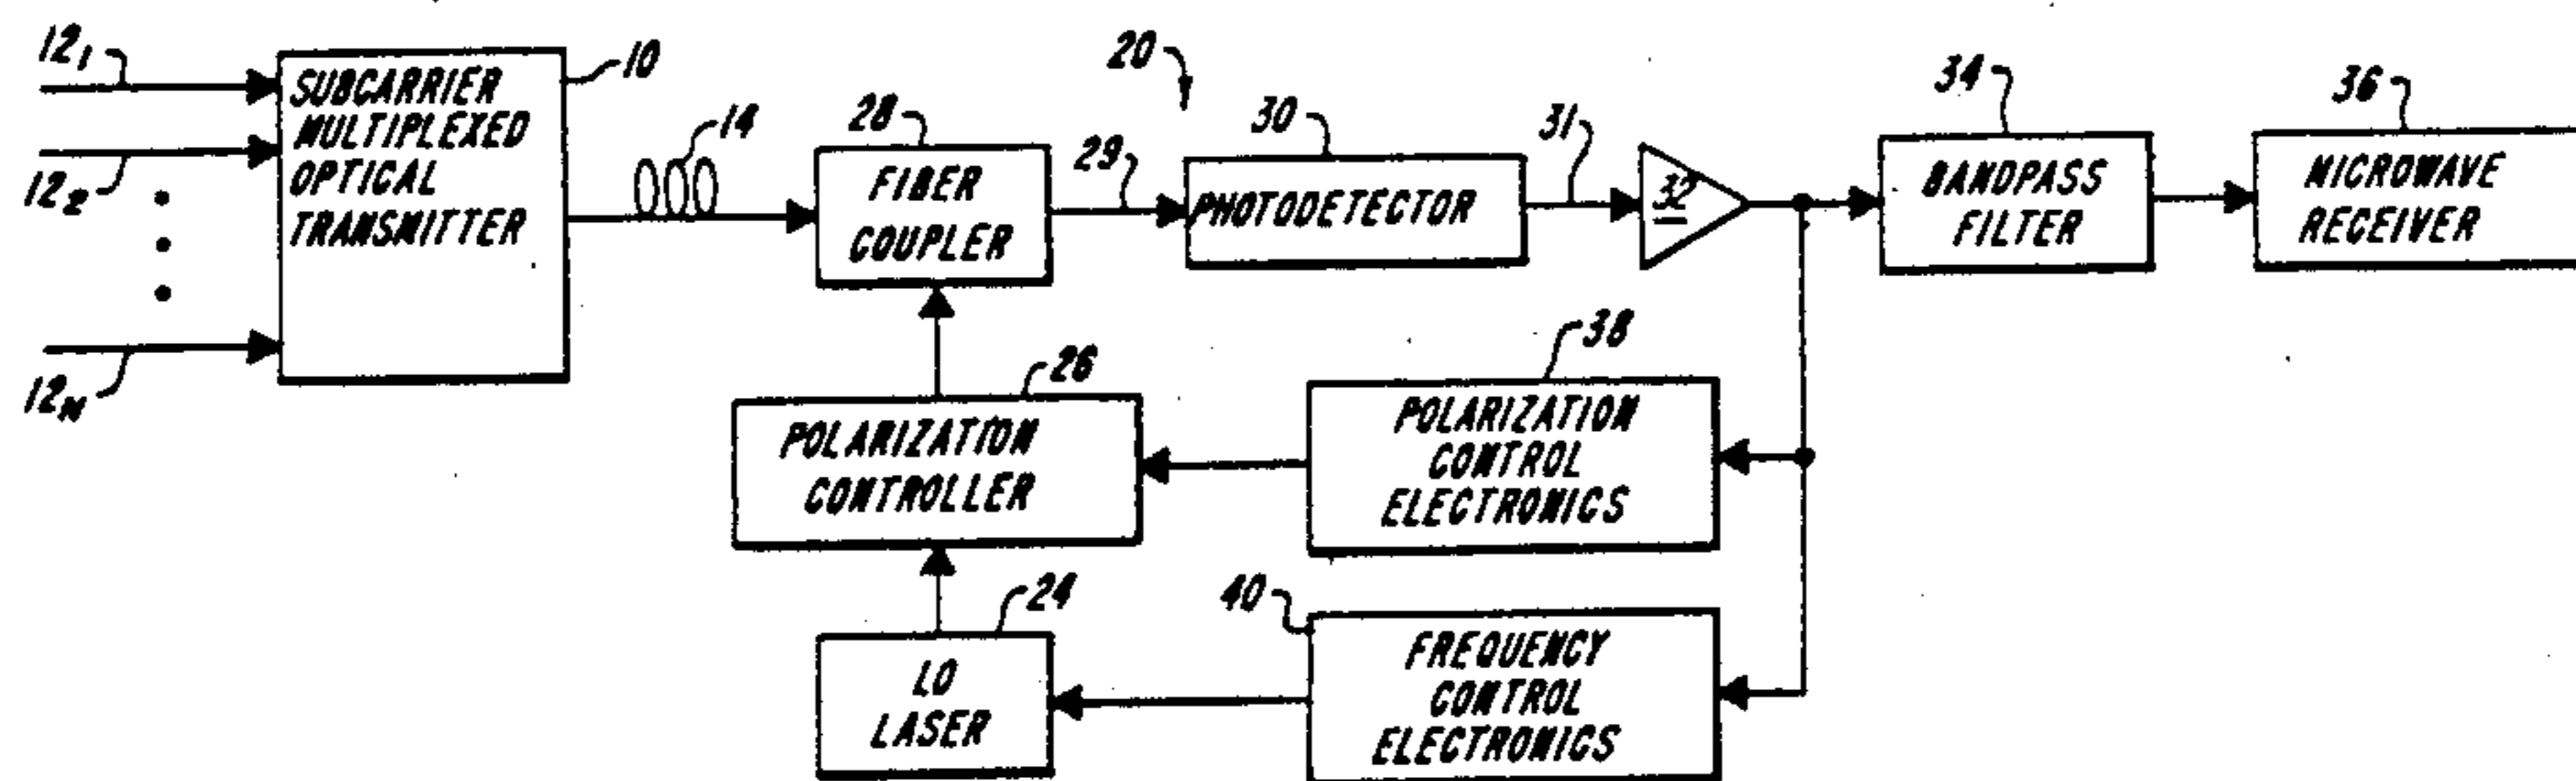 12₁
12₂
12ₙ
SUBCARRIER
MULTIPLEXED
OPTICAL
TRANSMITTER
10
14
28
FIBER
COUPLER
29
20
30
PHOTODETECTOR
31
32
34
BANDPASS
FILTER
36
MICROWAVE
RECEIVER
26
POLARIZATION
CONTROLLER
38
POLARIZATION
CONTROL
ELECTRONICS
24
LO
LASER
40
FREQUENCY
CONTROL
ELECTRONICS